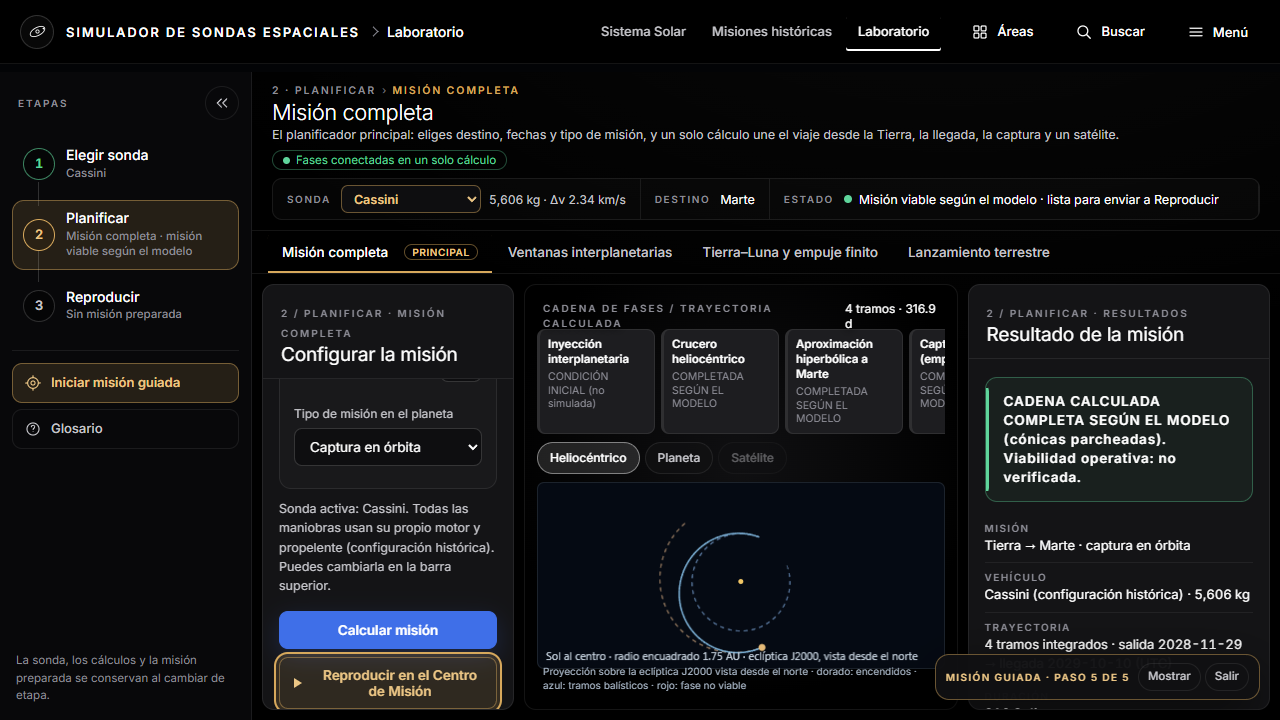 SIMULADOR DE SONDAS ESPACIALES
Laboratorio
Sistema Solar
Misiones históricas
Laboratorio
Áreas
Buscar
Menú
ETAPAS
1
Elegir sonda
Cassini
2
Planificar
Misión completa · misión
viable según el modelo
3
Reproducir
Sin misión preparada
Iniciar misión guiada
Glosario
La sonda, los cálculos y la misión
preparada se conservan al cambiar de
etapa.
2 · PLANIFICAR › MISIÓN COMPLETA
Misión completa
El planificador principal: eliges destino, fechas y tipo de misión, y un solo cálculo une el viaje desde la Tierra, la llegada, la captura y un satélite.
Fases conectadas en un solo cálculo
SONDA
Cassini
5,606 kg · Δv 2.34 km/s
DESTINO
Marte
ESTADO
Misión viable según el modelo · lista para enviar a Reproducir
Misión completa
PRINCIPAL
Ventanas interplanetarias
Tierra–Luna y empuje finito
Lanzamiento terrestre
2 / PLANIFICAR · MISIÓN
COMPLETA
Configurar la misión
Tipo de misión en el planeta
Captura en órbita
Sonda activa: Cassini. Todas las
maniobras usan su propio motor y
propelente (configuración histórica).
Puedes cambiarla en la barra
superior.
Calcular misión
Reproducir en el Centro
de Misión
CADENA DE FASES / TRAYECTORIA
CALCULADA
4 tramos · 316.9
d
Inyección
interplanetaria
CONDICIÓN
INICIAL (no
simulada)
Crucero
heliocéntrico
COMPLETADA
SEGÚN EL
MODELO
Aproximación
hiperbólica a
Marte
COMPLETADA
SEGÚN EL
MODELO
Heliocéntrico
Planeta
Satélite
Sol al centro · radio encuadrado 1.75 AU · eclíptica J2000, vista desde el norte
Proyección sobre la eclíptica J2000 vista desde el norte · dorado: encendidos ·
azul: tramos balísticos · rojo: fase no viable
2 / PLANIFICAR · RESULTADOS
Resultado de la misión
CADENA CALCULADA
COMPLETA SEGÚN EL MODELO
(cónicas parcheadas).
Viabilidad operativa: no
verificada.
MISIÓN
Tierra → Marte · captura en órbita
VEHÍCULO
Cassini (configuración histórica) · 5,606 kg
TRAYECTORIA
4 tramos integrados · salida 2028-11-29
MISIÓN GUIADA · PASO 5 DE 5
Mostrar
Salir